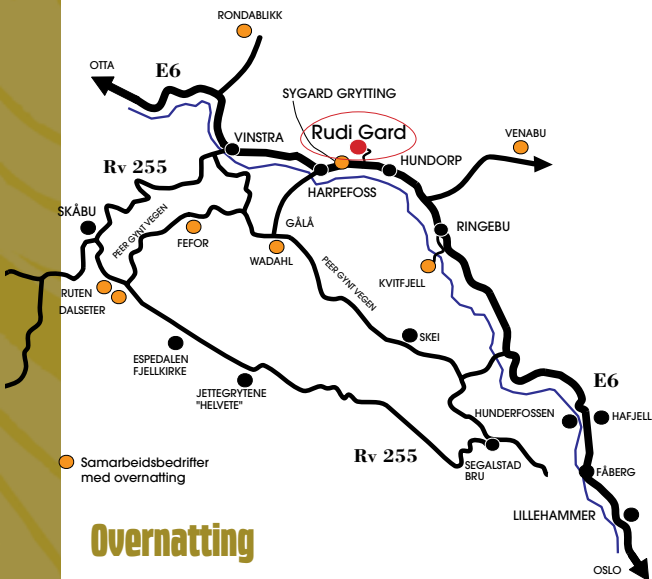 RONDABLIKK
OTTA
E6
SYGARD GRYTTING
Rudi Gard
VINSTRA
VENABU
Rv 255
HUNDORP
HARPEFOSS
SKÅBU
PEER GYNT VEGEN
GÅLÅ
RINGEBU
FEFOR
WADAHL
PEER GYNT VEGEN
KVITFJELL
RUTEN
DALSETER
SKEI
ESPEDALEN
FJELLKIRKE
JETTEGRYTENE
"HELVETE"
E6
HUNDERFOSSEN
HAFJELL
Rv 255
Samarbeidsbedrifter
med overnatting
SEGALSTAD
BRU
FÅBERG
LILLEHAMMER
Overnatting
OSLO